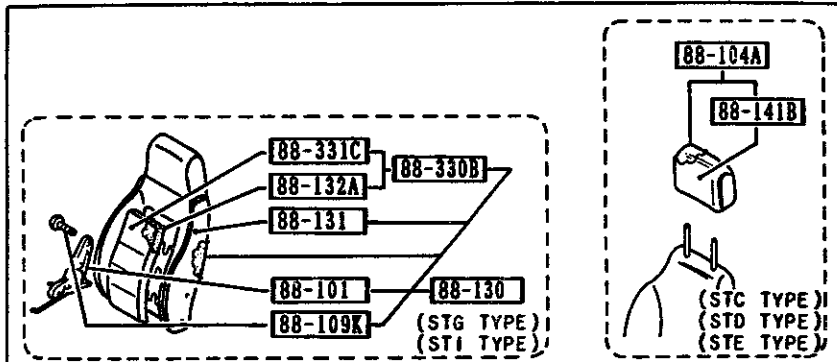 88-104A
88-141B
88-331C
88-330B
88-132A
88-131
88-101
88-130
88-109K
(STG TYPE)
(STI TYPE)
(STC TYPE)
(STD TYPE)
(STE TYPE)